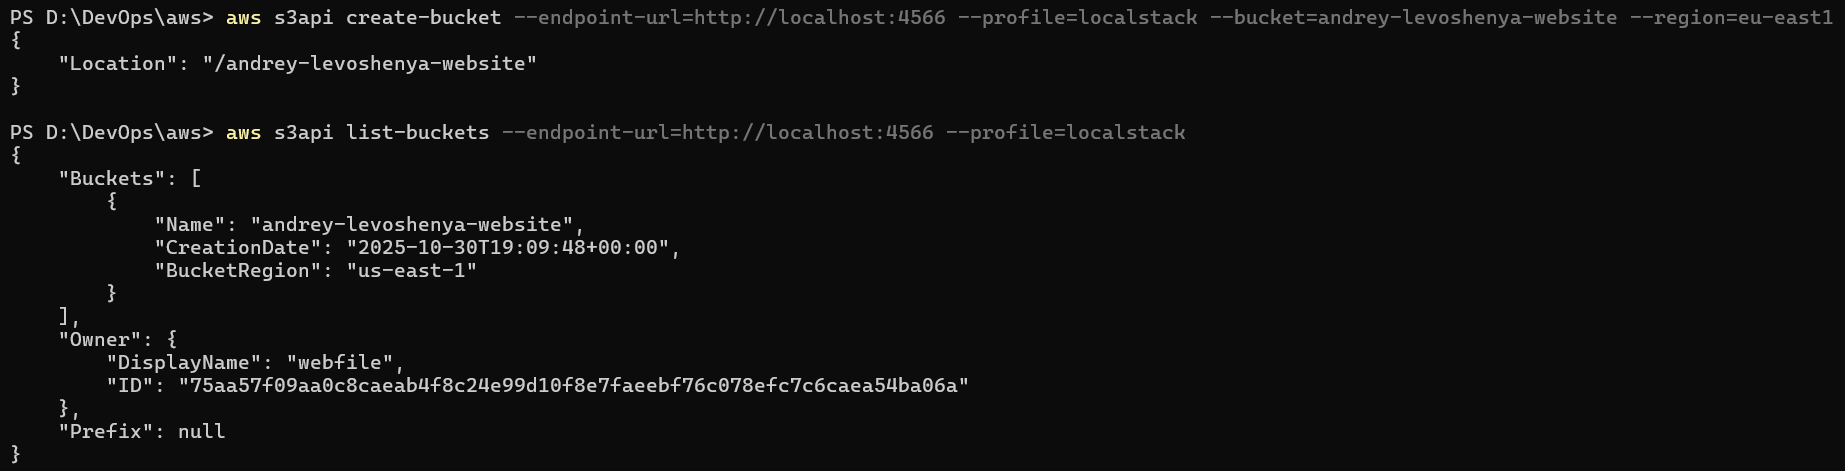 PS D:\DevOps\aws> aws s3api create-bucket --endpoint-url=http://localhost:4566 --profile=localstack --bucket=andrey-levoshenya-website --region=eu-east1
{
    "Location": "/andrey-levoshenya-website"
}
PS D:\DevOps\aws> aws s3api list-buckets --endpoint-url=http://localhost:4566 --profile=localstack
{
    "Buckets": [
        {
            "Name": "andrey-levoshenya-website",
            "CreationDate": "2025-10-30T19:09:48+00:00",
            "BucketRegion": "us-east-1"
        }
    ],
    "Owner": {
        "DisplayName": "webfile",
        "ID": "75aa57f09aa0c8caeab4f8c24e99d10f8e7faeebf76c078efc7c6caea54ba06a"
    },
    "Prefix": null
}